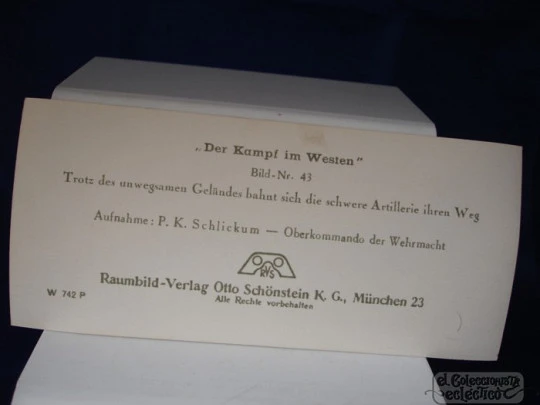 „Der Kampf im Westen"
Bild-Nr. 43
Trotz des unwegsamen Geländes bahnt sich die schwere Artillerie ihren Weg
Aufnahme: P. K. Schlickum — Oberkommando der Wehrmacht
RVS
Raumbild-Verlag Otto Schönstein K. G., München 23
Alle Rechte vorbehalten
W 742 P
el Coleccionista
ecléctico